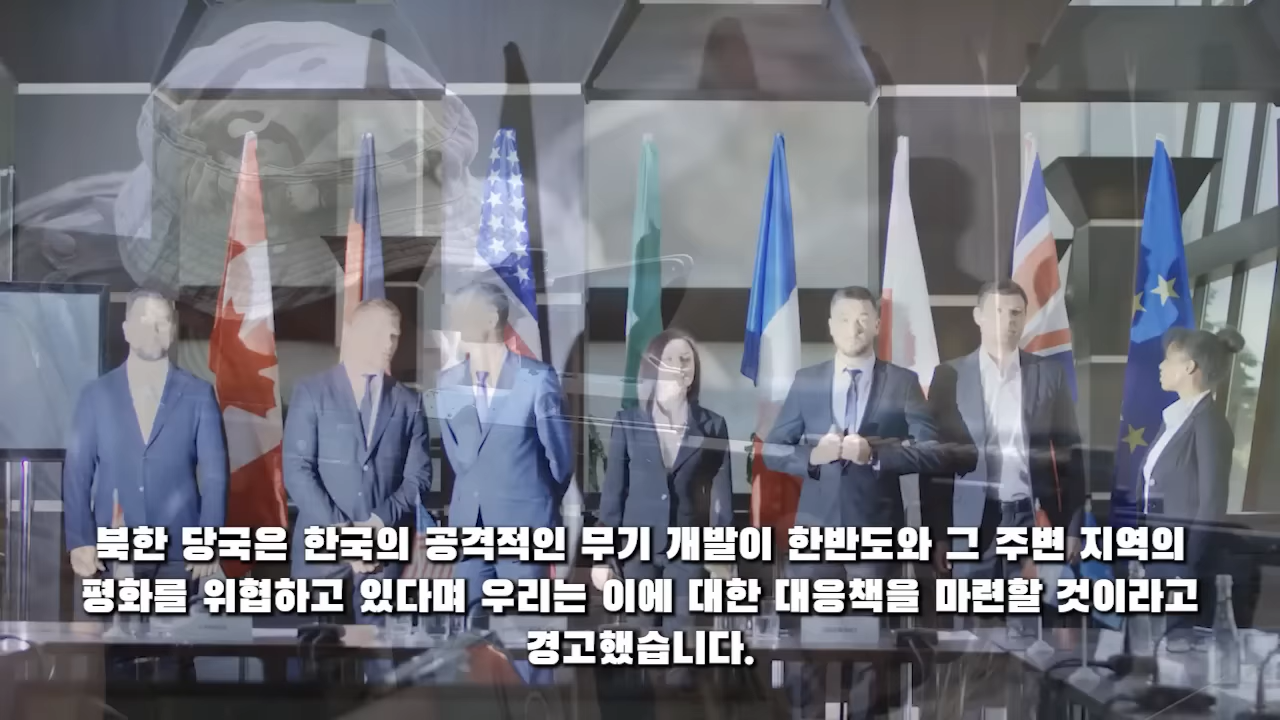 북한 당국은 한국의 공격적인 무기 개발이 한반도와 그 주변 지역의
평화를 위협하고 있다며 우리는 이에 대한 대응책을 마련할 것이라고
경고했습니다.